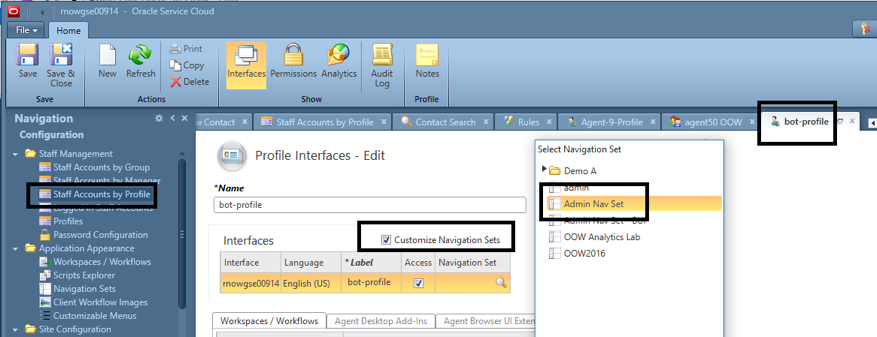 rnowgse00914 - Oracle Service Cloud
File
Home
Save
Save & Close
New
Refresh
Print
Copy
Delete
Interfaces
Permissions
Analytics
Audit Log
Notes
Save
Actions
Show
Profile
Navigation
Configuration
Staff Management
Staff Accounts by Group
Staff Accounts by Manager
Staff Accounts by Profile
Logged In Staff Accounts
Profiles
Password Configuration
Application Appearance
Workspaces / Workflows
Scripts Explorer
Navigation Sets
Client Workflow Images
Customizable Menus
Site Configuration
w Contact
Staff Accounts by Profile
Contact Search
Rules
Agent-9-Profile
agent50 OOW
bot-profile
Profile Interfaces - Edit
*Name
bot-profile
Interfaces
Customize Navigation Sets
Interface Language * Label Access Navigation Set
rnowgse00914 English (US) bot-profile
Workspaces / Workflows
Agent Desktop Add-Ins
Agent Browser UI Exten
Select Navigation Set
Demo A
admin
Admin Nav Set
Admin Nav Set - BUI
OOW Analytics Lab
OOW2016